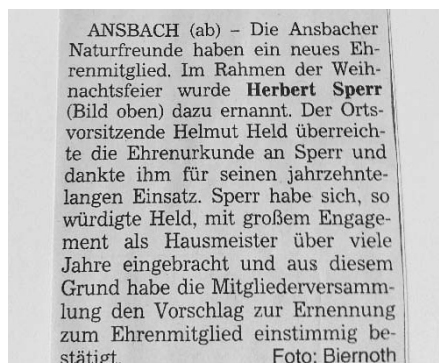 ANSBACH (ab) – Die Ansbacher
Naturfreunde haben ein neues Eh-
renmitglied. Im Rahmen der Weih-
nachtsfeier wurde Herbert Sperr
(Bild oben) dazu ernannt. Der Orts-
vorsitzende Helmut Held überreich-
te die Ehrenurkunde an Sperr und
dankte ihm für seinen jahrzehnte-
langen Einsatz. Sperr habe sich, so
würdigte Held, mit großem Engage-
ment als Hausmeister über viele
Jahre eingebracht und aus diesem
Grund habe die Mitgliederversamm-
lung den Vorschlag zur Ernennung
zum Ehrenmitglied einstimmig be-
stätigt. Foto: Biernoth